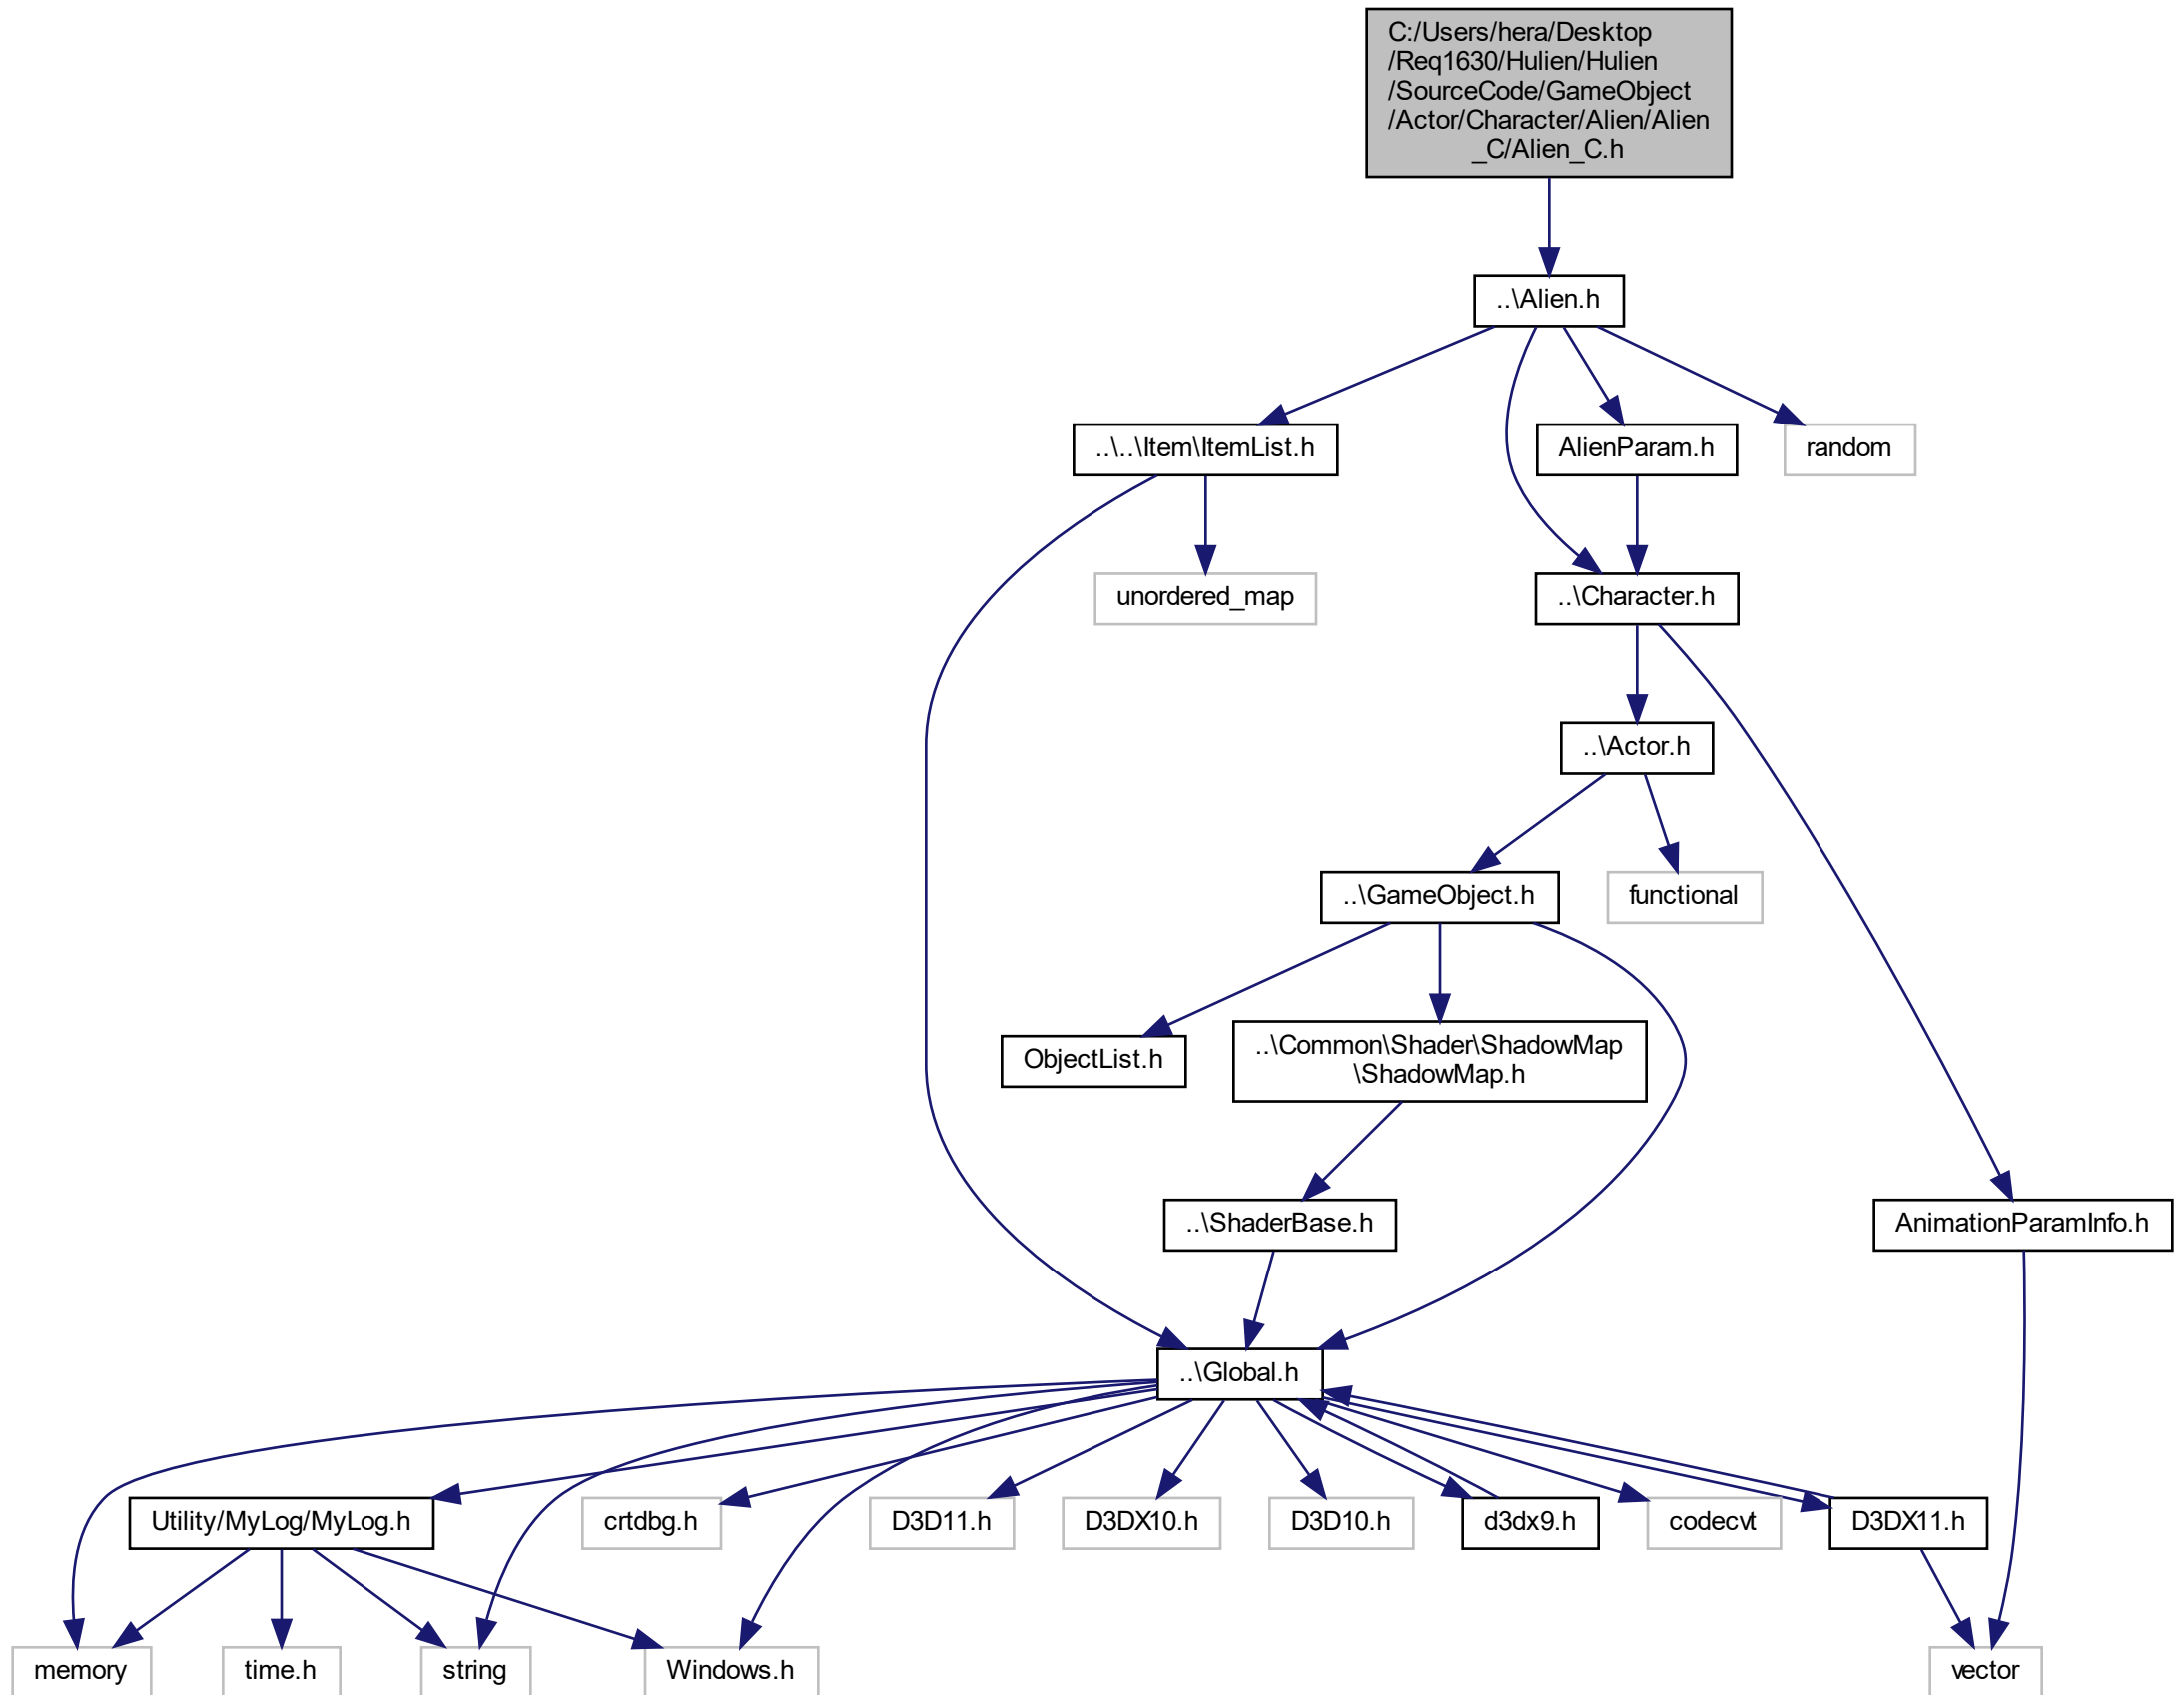 C:/Users/hera/Desktop
/Req1630/Hulien/Hulien
/SourceCode/GameObject
/Actor/Character/Alien/Alien
_C/Alien_C.h
..\Alien.h
..\..\Item\ItemList.h
AlienParam.h
random
unordered_map
..\Character.h
..\Actor.h
..\GameObject.h
functional
ObjectList.h
..\Common\Shader\ShadowMap
\ShadowMap.h
..\ShaderBase.h
AnimationParamInfo.h
..\Global.h
Utility/MyLog/MyLog.h
crtdbg.h
D3D11.h
D3DX10.h
D3D10.h
d3dx9.h
codecvt
D3DX11.h
memory
time.h
string
Windows.h
vector